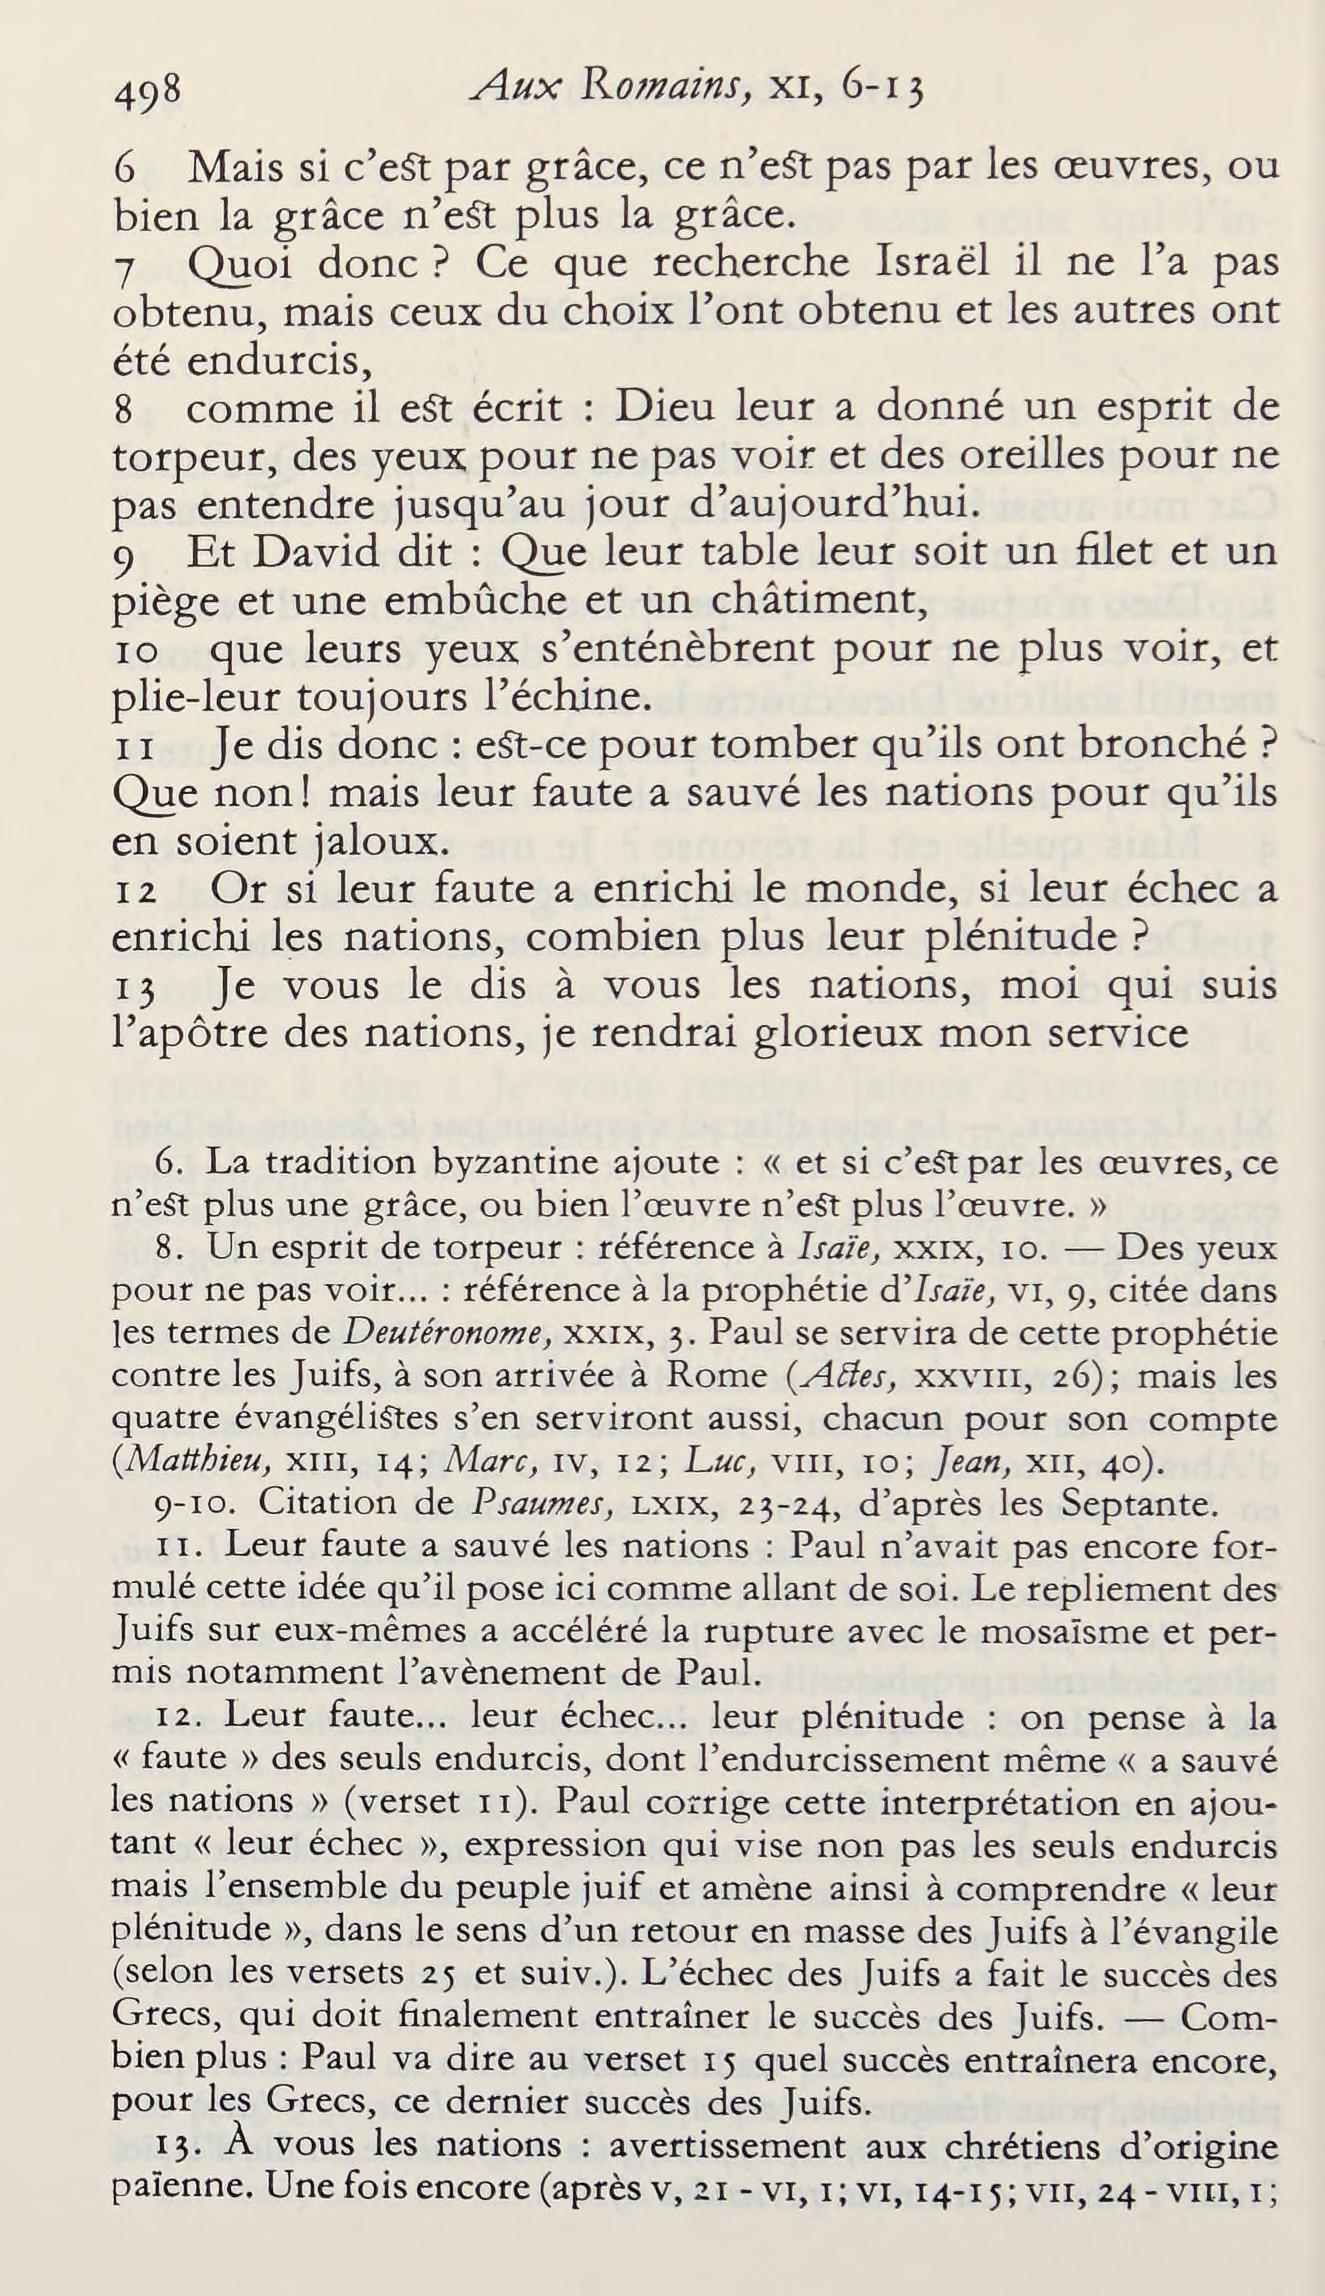 498
Aux Romains, XI, 6-13
6 Mais si c’est par grâce, ce n’est pas par les œuvres, ou
bien la grâce n’est plus la grâce.
7 Quoi donc ? Ce que recherche Israël il ne l’a pas
obtenu, mais ceux du choix l’ont obtenu et les autres ont
été endurcis,
8 comme il est écrit : Dieu leur a donné un esprit de
torpeur, des yeux pour ne pas voir et des oreilles pour ne
pas entendre jusqu’au jour d’aujourd’hui.
9 Et David dit : Que leur table leur soit un filet et un
piège et une embûche et un châtiment,
10 que leurs yeux s’enténèbrent pour ne plus voir, et
plie-leur toujours l’échine.
11 Je dis donc : est-ce pour tomber qu’ils ont bronché ?
Que non! mais leur faute a sauvé les nations pour qu’ils
en soient jaloux.
12 Or si leur faute a enrichi le monde, si leur échec a
enrichi les nations, combien plus leur plénitude ?
13 Je vous le dis à vous les nations, moi qui suis
l’apôtre des nations, je rendrai glorieux mon service
6. La tradition byzantine ajoute : « et si c’est par les œuvres, ce
n’est plus une grâce, ou bien l’œuvre n’est plus l’œuvre. »
8. Un esprit de torpeur : référence à Isaïe, XXIX, 10. — Des yeux
pour ne pas voir... : référence à la prophétie d’Isaïe, VI, 9, citée dans
les termes de Deutéronome, XXIX, 3. Paul se servira de cette prophétie
contre les Juifs, à son arrivée à Rome (Actes, XXVIII, 26); mais les
quatre évangélistes s’en serviront aussi, chacun pour son compte
(Matthieu, XIII, 14; Marc, IV, 12; Luc, VIII, 10; Jean, XII, 40).
9-10. Citation de Psaumes, LXIX, 23-24, d’après les Septante.
11. Leur faute a sauvé les nations : Paul n’avait pas encore for-
mulé cette idée qu’il pose ici comme allant de soi. Le repliement des
Juifs sur eux-mêmes a accéléré la rupture avec le mosaïsme et per-
mis notamment l’avènement de Paul.
12. Leur faute... leur échec... leur plénitude : on pense à la
« faute » des seuls endurcis, dont l’endurcissement même « a sauvé
les nations » (verset 11). Paul corrige cette interprétation en ajou-
tant « leur échec », expression qui vise non pas les seuls endurcis
mais l’ensemble du peuple juif et amène ainsi à comprendre « leur
plénitude », dans le sens d’un retour en masse des Juifs à l’évangile
(selon les versets 25 et suiv.). L’échec des Juifs a fait le succès des
Grecs, qui doit finalement entraîner le succès des Juifs. — Com-
bien plus : Paul va dire au verset 15 quel succès entraînera encore,
pour les Grecs, ce dernier succès des Juifs.
13. À vous les nations : avertissement aux chrétiens d’origine
païenne. Une fois encore (après V, 21 - VI, 1; VI, 14-15; VII, 24 - VIII, 1;